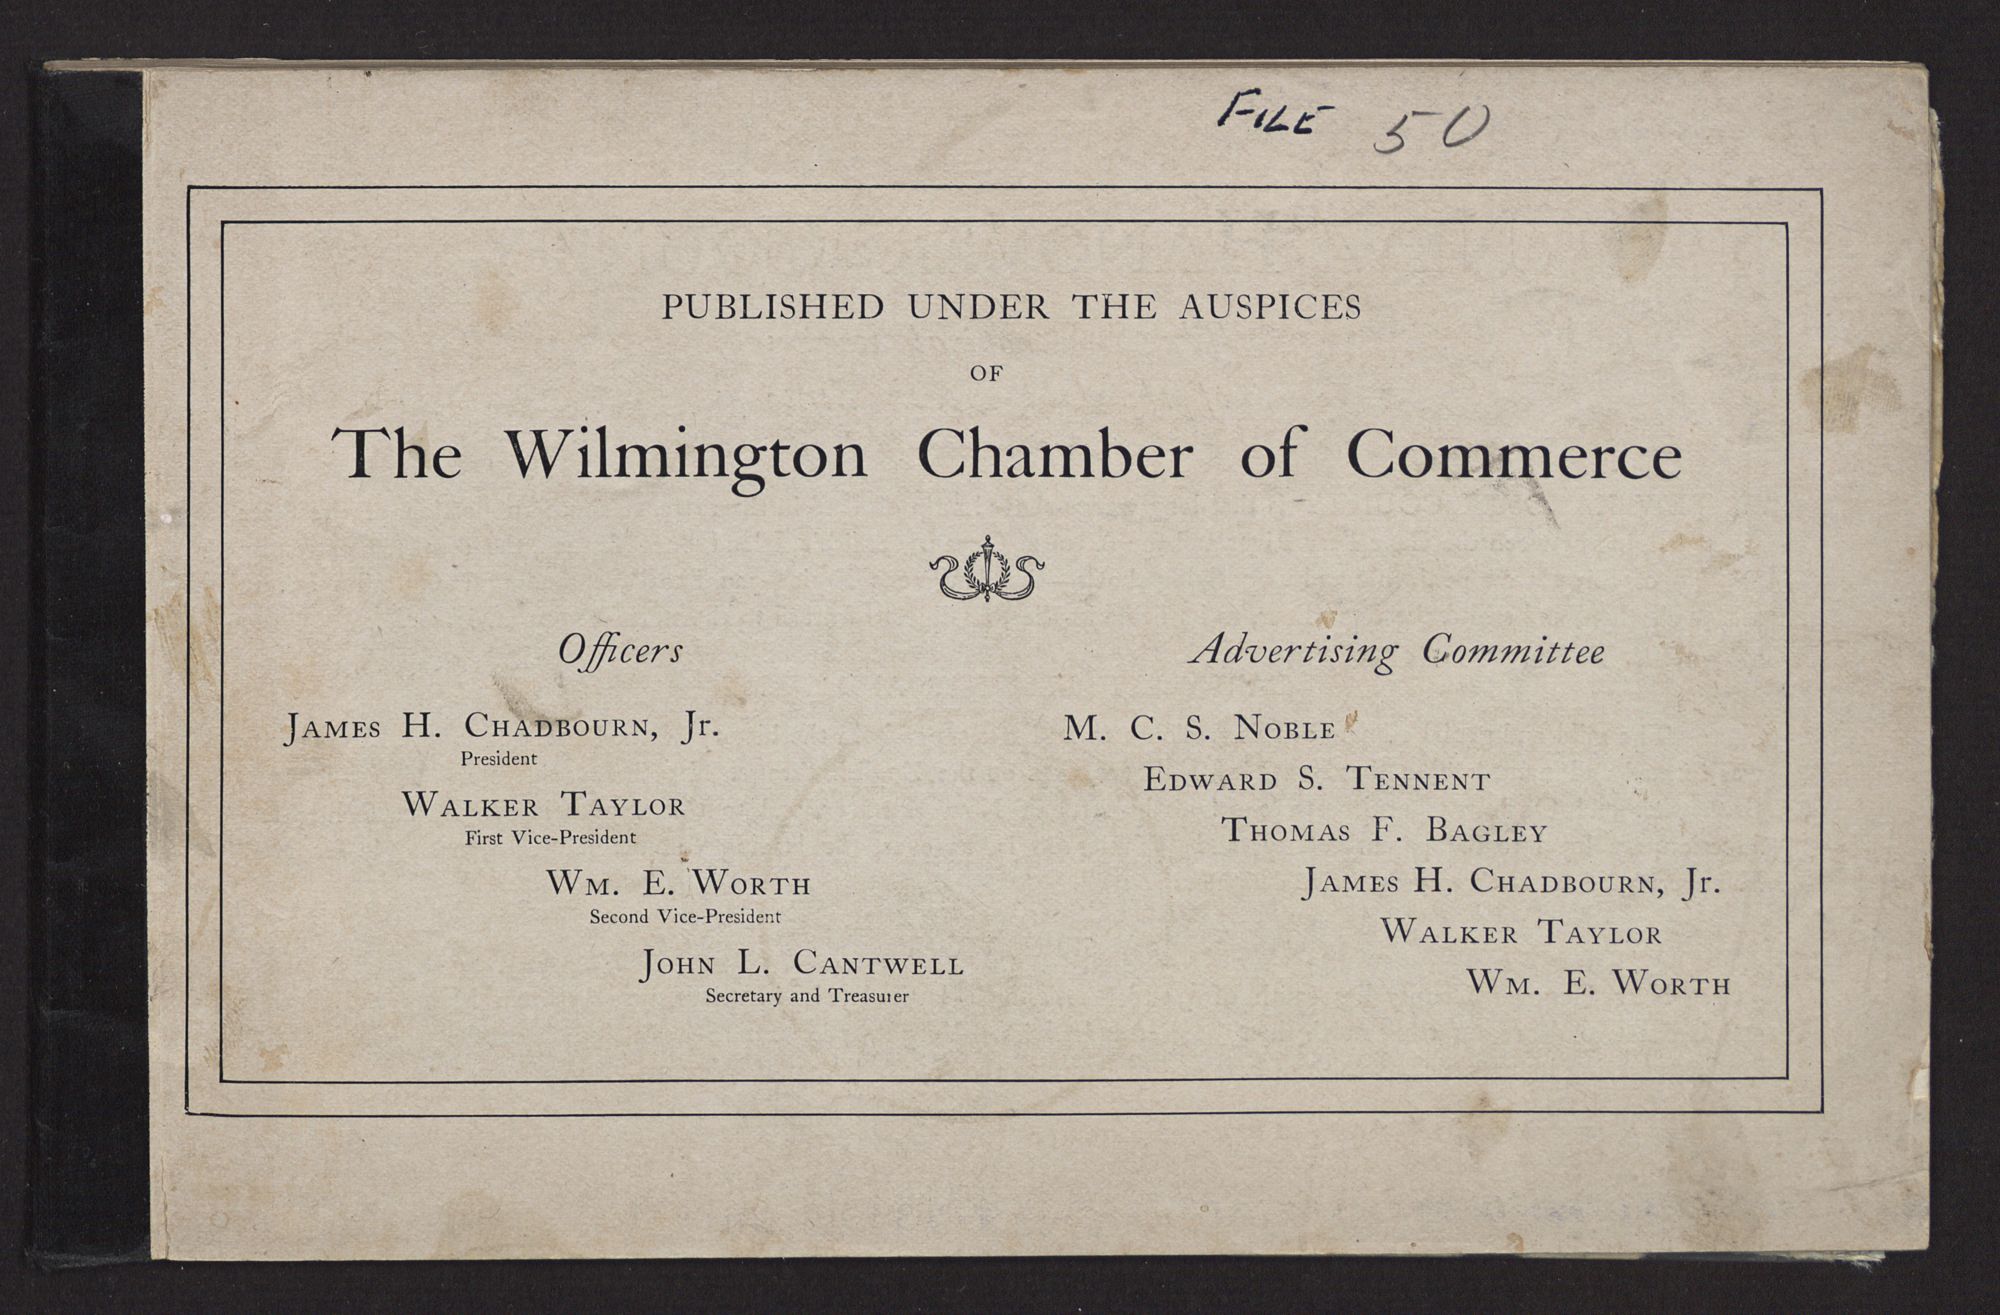 FILE 50
PUBLISHED UNDER THE AUSPICES
OF
The Wilmington Chamber of Commerce
Officers
JAMES H. CHADBOURN, Jr.
President
WALKER TAYLOR
First Vice-President
WM. E. WORTH
Second Vice-President
JOHN L. CANTWELL
Secretary and Treasurer
Advertising Committee
M. C. S. NOBLE
EDWARD S. TENNENT
THOMAS F. BAGLEY
JAMES H. CHADBOURN, Jr.
WALKER TAYLOR
WM. E. WORTH